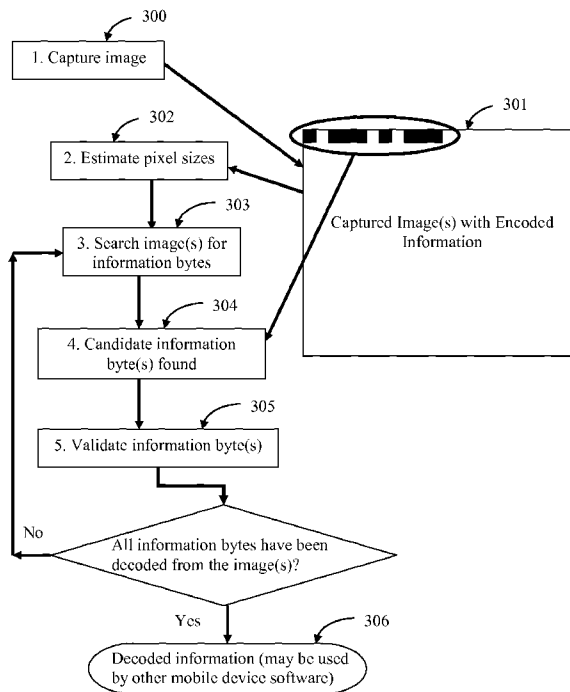 300
1. Capture image
301
302
2. Estimate pixel sizes
Captured Image(s) with Encoded
Information
303
3. Search image(s) for
information bytes
304
4. Candidate information
byte(s) found
305
5. Validate information byte(s)
No
All information bytes have been
decoded from the image(s)?
Yes
306
Decoded information (may be used
by other mobile device software)